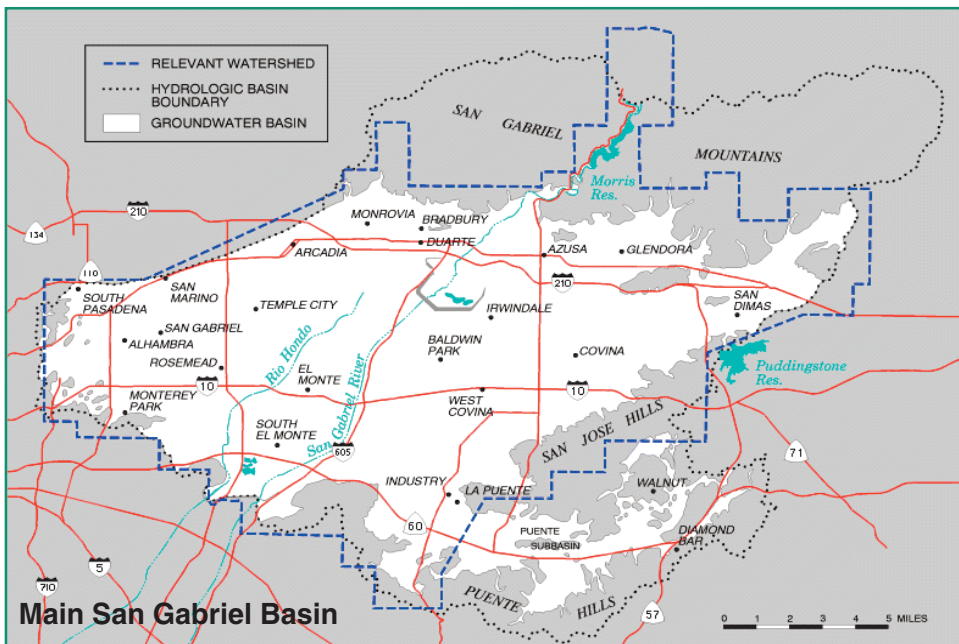 RELEVANT WATERSHED
HYDROLOGIC BASIN
BOUNDARY
GROUNDWATER BASIN
SAN GABRIEL
MOUNTAINS
Morris
Res.
210
134
MONROVIA
BRADBURY
DUARTE
ARCADIA
AZUSA
GLENDORA
110
SOUTH
PASADENA
SAN
MARINO
210
TEMPLE CITY
IRWINDALE
SAN
DIMAS
SAN GABRIEL
ALHAMBRA
Rio Hondo
BALDWIN
PARK
COVINA
Puddingstone
Res.
ROSEMEAD
EL
MONTE
San Gabriel River
10
10
MONTEREY
PARK
WEST
COVINA
SOUTH
EL MONTE
605
SAN JOSE HILLS
71
INDUSTRY
LA PUENTE
WALNUT
60
PUENTE
SUBBASIN
DIAMOND
BAR
5
710
PUENTE
HILLS
57
Main San Gabriel Basin
0 1 2 3 4 5 MILES